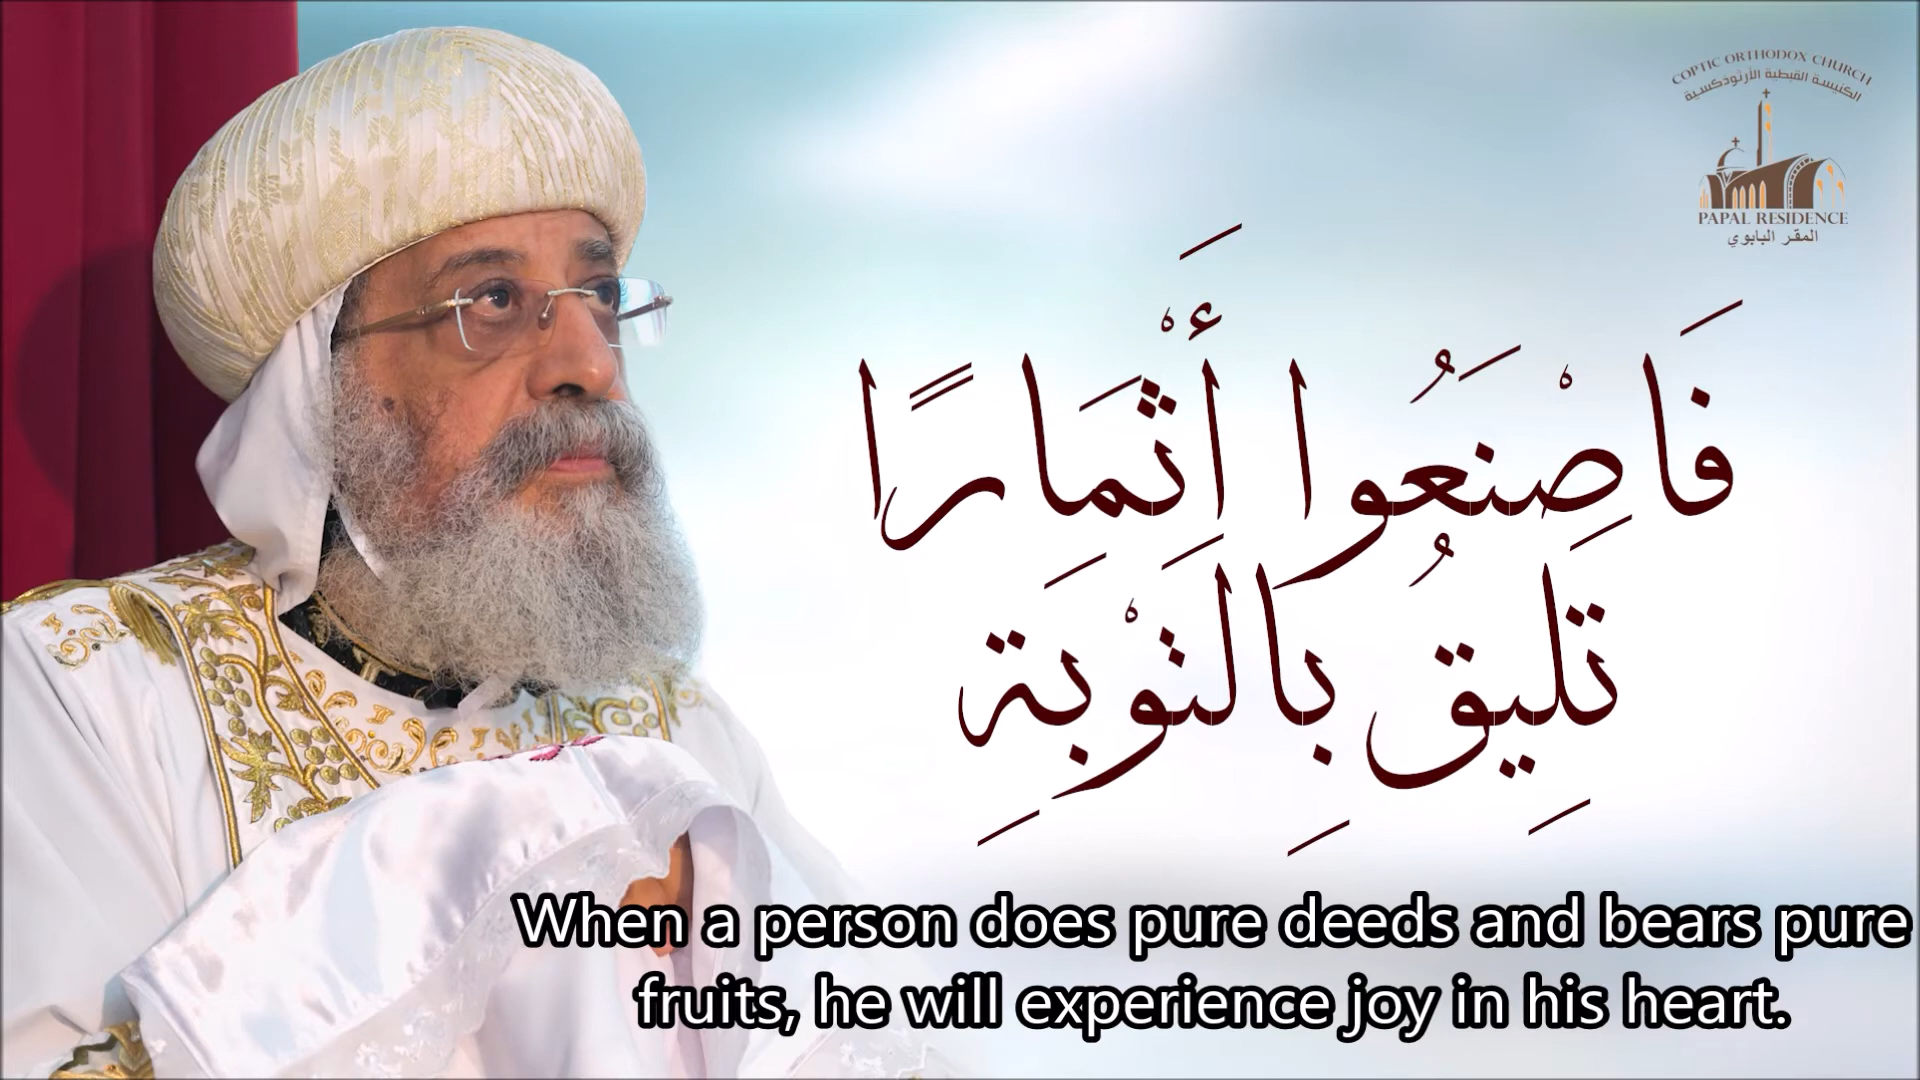 COPTIC ORTHODOX CHURCH
الكنيسة القبطية الأرثوذكسية
PAPAL RESIDENCE
المقر البابوي
فَاَصِنَعُوا أَثْمَارًا
تَلِيقُ بِالتَوْبَةِ
When a person does pure deeds and bears pure
fruits, he will experience joy in his heart.